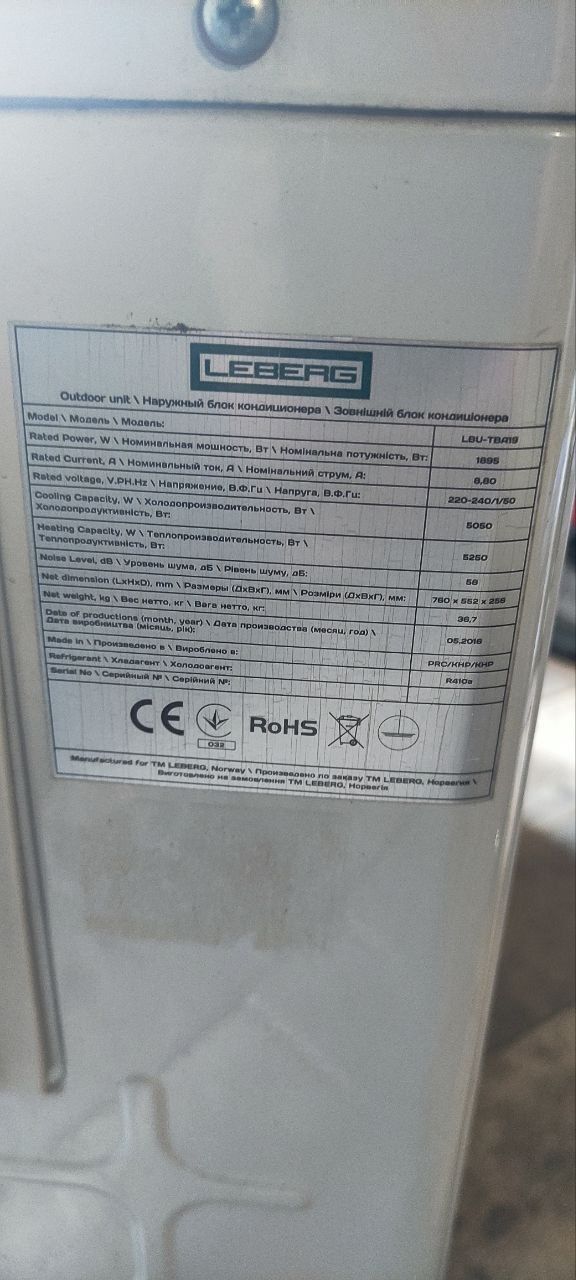 LEBERG
Outdoor unit \ Наружный блок кондиционера \ Зовнішній блок кондиціонера
Model \ Модель \ Модель: LBU-TBA19
Rated Power, W \ Номинальная мошность, Вт \ Номінальна потужність, Вт: 1895
Rated Current, A \ Номинальный ток, А \ Номінальний струм, А: 8,80
Rated voltage, V.PH.Hz \ Напряжение, В.Ф.Гц \ Напруга, В.Ф.Гц: 220-240/1/50
Cooling Capacity, W \ Холодопроизводительность, Вт \
Холодопродуктивність, Вт: 5050
Heating Capacity, W \ Теплопроизводительность, Вт \
Теплопродуктивність, Вт: 5250
Noise Level, dB \ Уровень шума, дБ \ Рівень шуму, дБ: 56
Net dimension (LxHxD), mm \ Размеры (ДхВхГ), мм \ Розміри (ДхВхГ), мм: 760 x 552 x 256
Net weight, kg \ Вес нетто, кг \ Вага нетто, кг: 36,7
Date of productions (month, year) \ Дата производства (месяц, год) \
Дата виробництва (місяць, рік): 05.2018
Made in \ Произведено в \ Вироблено в: PRC/КНР/КНР
Refrigerant \ Хладагент \ Холодоагент: R410a
Serial No \ Серийный № \ Серійний №:
CE
032
RoHS
Manufactured for TM LEBERG, Norway \ Произведено по заказу ТМ LEBERG, Норвегия \
Виготовлено на замовлення ТМ LEBERG, Норвегія